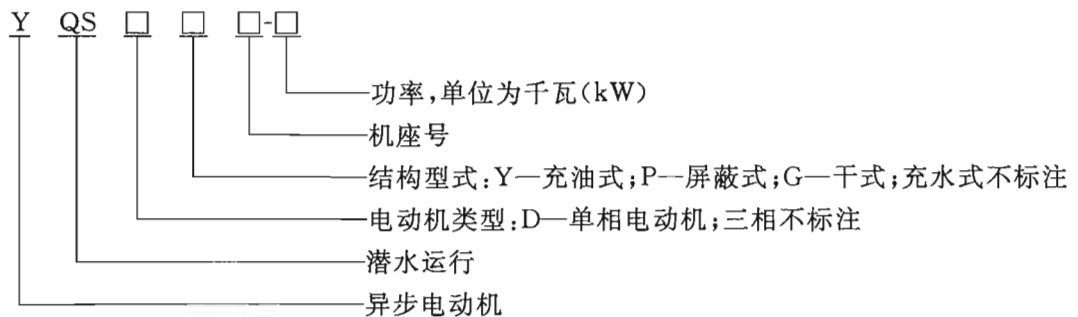 Y QS □ □ □-□
功率,单位为千瓦(kW)
机座号
结构型式:Y—充油式;P—屏蔽式;G—干式;充水式不标注
电动机类型:D—单相电动机;三相不标注
潜水运行
异步电动机